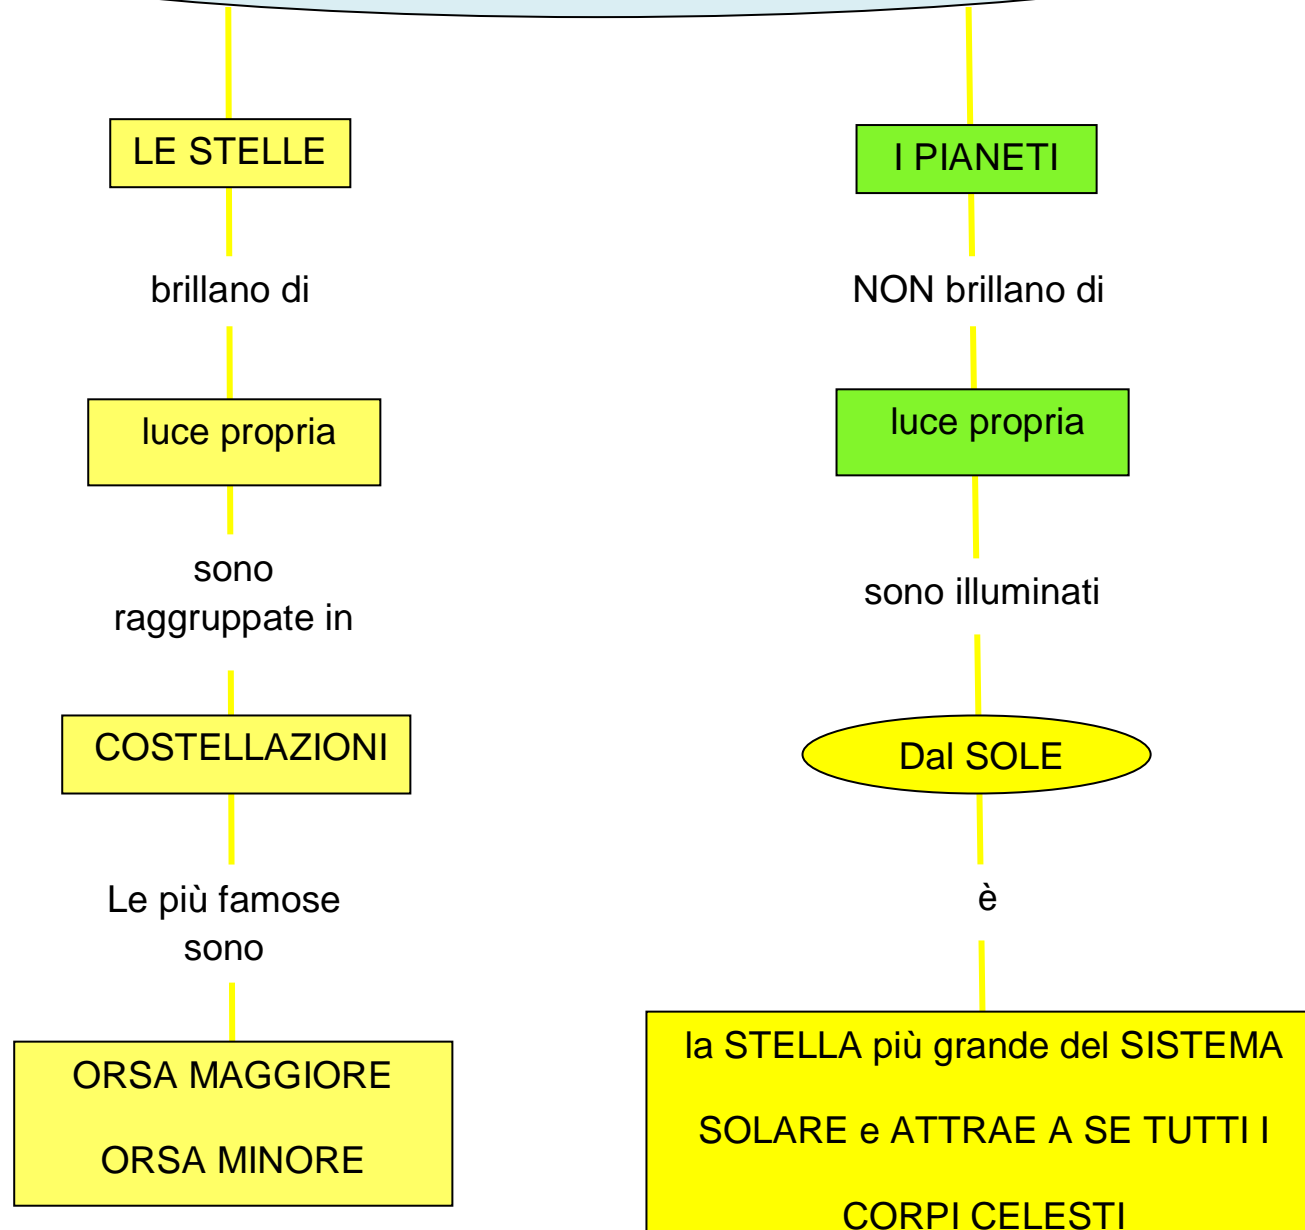 LE STELLE
brillano di
luce propria
sono
raggruppate in
COSTELLAZIONI
Le più famose
sono
ORSA MAGGIORE
ORSA MINORE
I PIANETI
NON brillano di
luce propria
sono illuminati
Dal SOLE
è
la STELLA più grande del SISTEMA
SOLARE e ATTRAE A SE TUTTI I
CORPI CELESTI